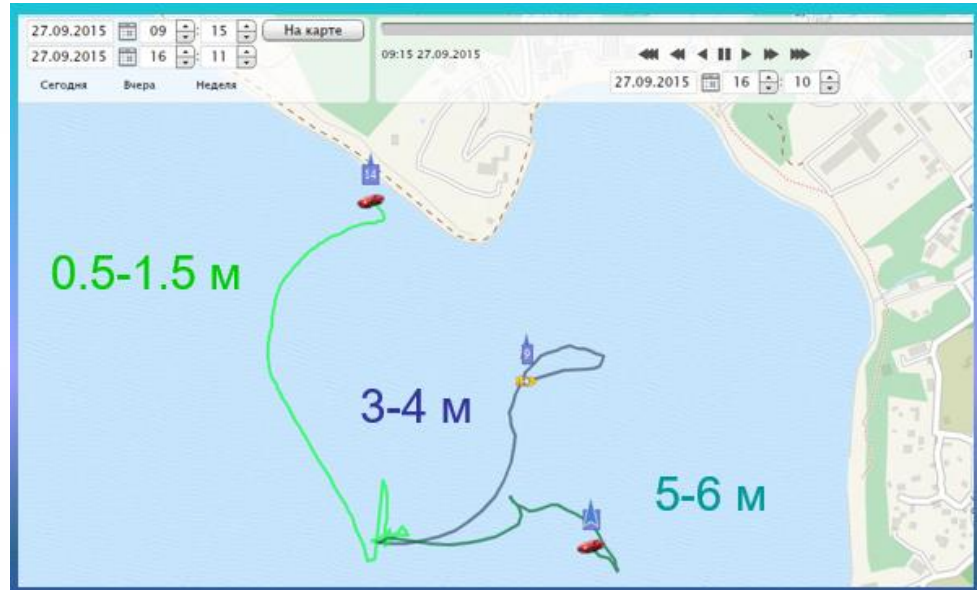 27.09.2015 09 : 15 На карте
27.09.2015 16 : 11
Сегодня Вчера Неделя
09:15 27.09.2015
27.09.2015 16 : 10
14
0.5-1.5 м
9
3-4 м
5-6 м